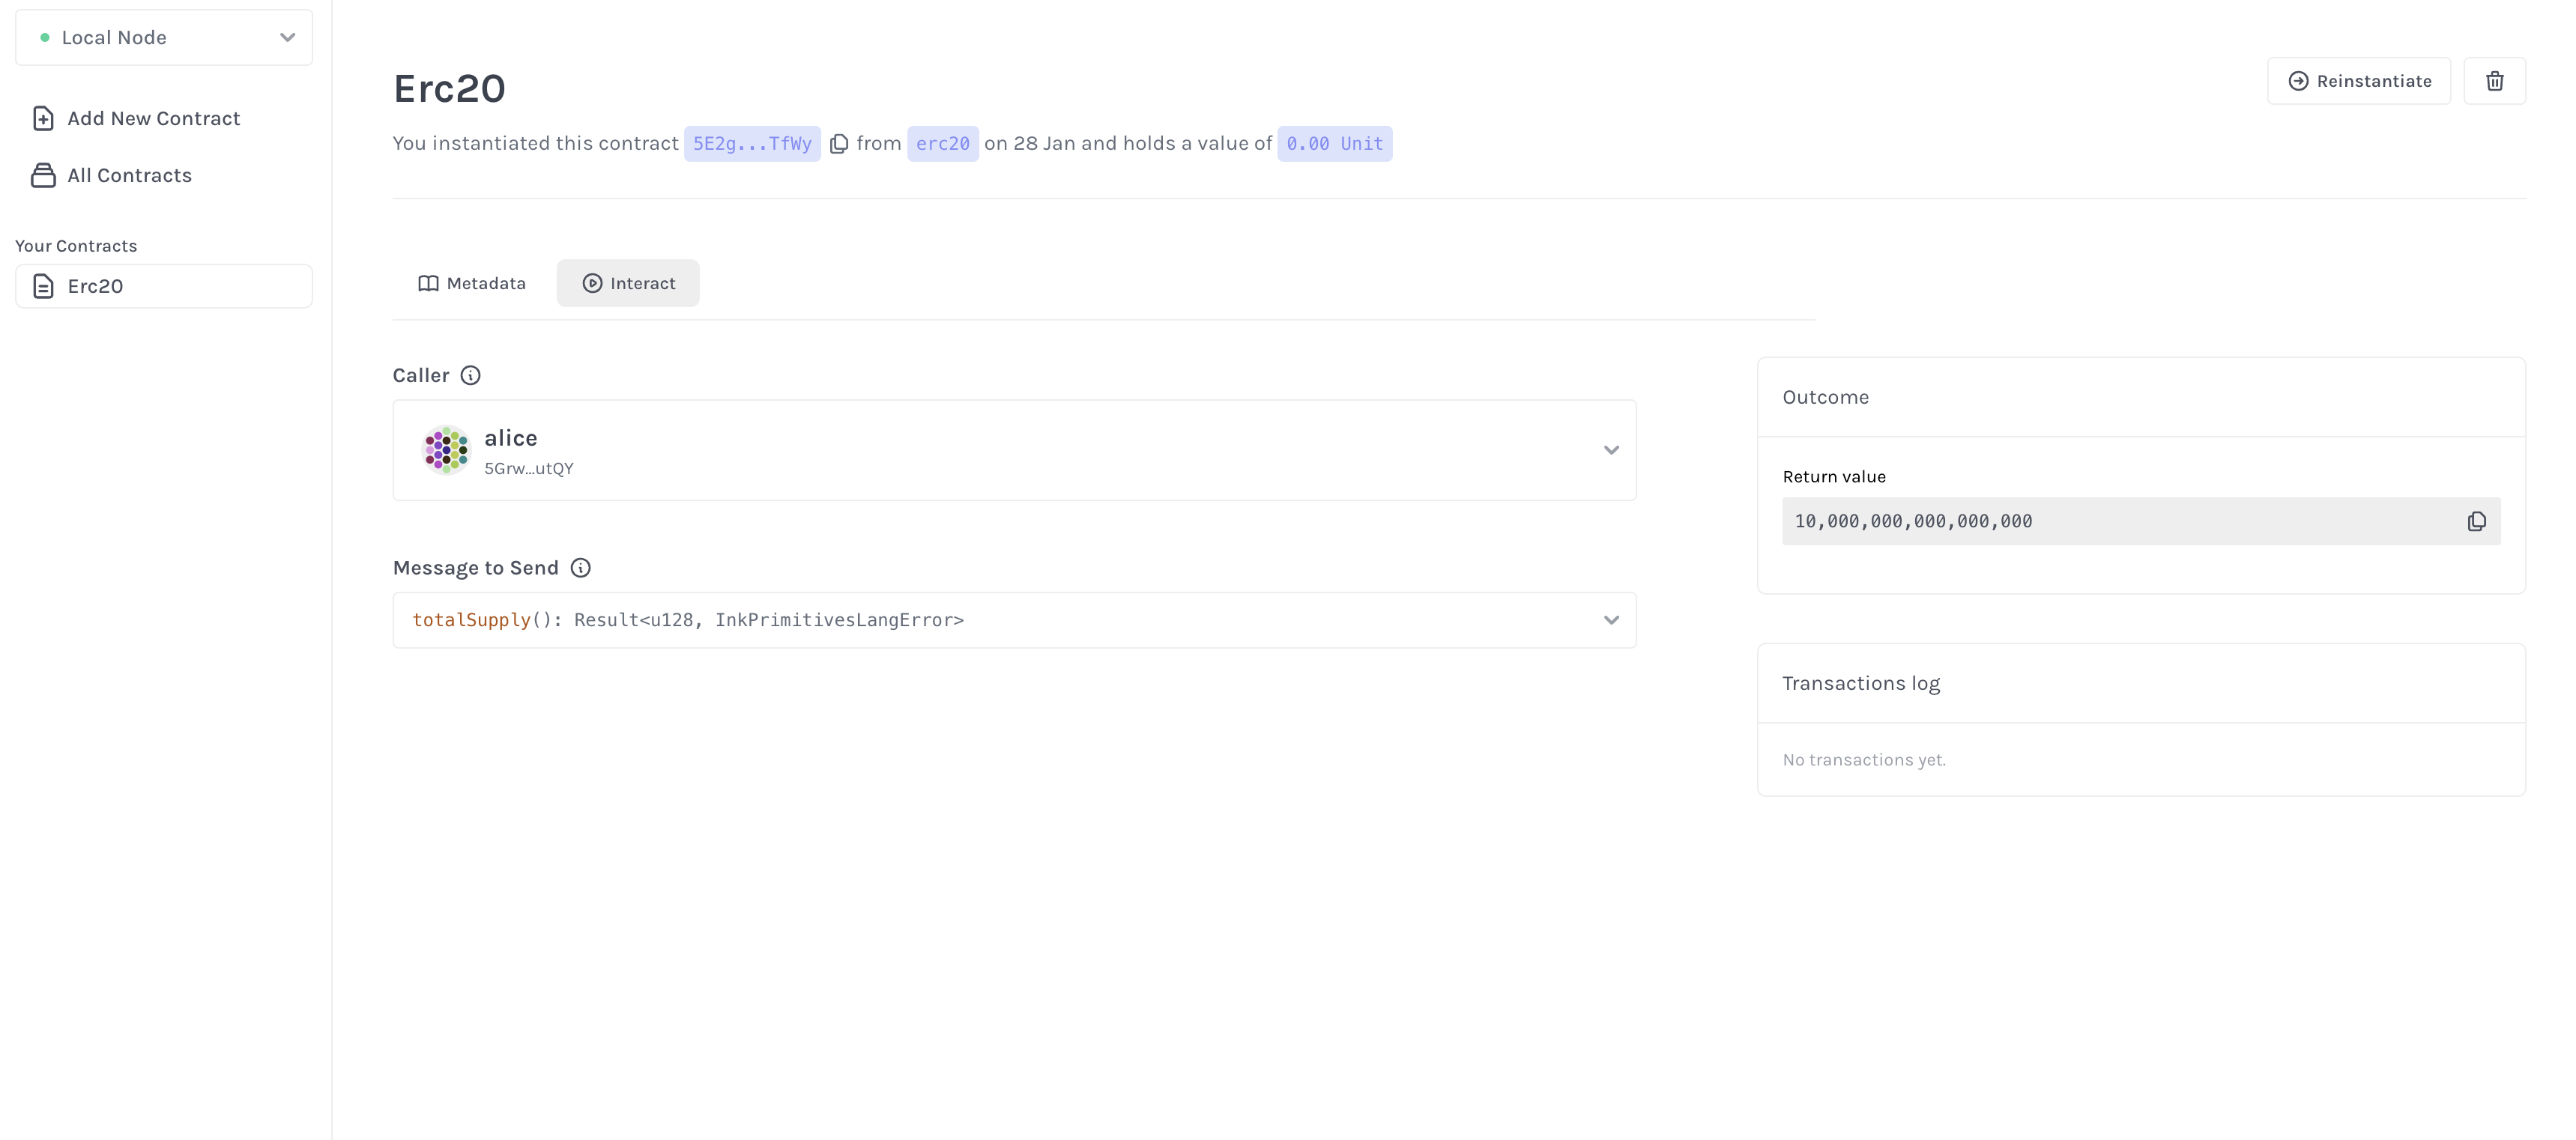 Local Node
Add New Contract
All Contracts
Your Contracts
Erc20
Erc20
You instantiated this contract 5E2g...TfWy from erc20 on 28 Jan and holds a value of 0.00 Unit
Reinstantiate
Metadata
Interact
Caller
alice
5Grw...utQY
Message to Send
totalSupply(): Result<u128, InkPrimitivesLangError>
Outcome
Return value
10,000,000,000,000,000
Transactions log
No transactions yet.